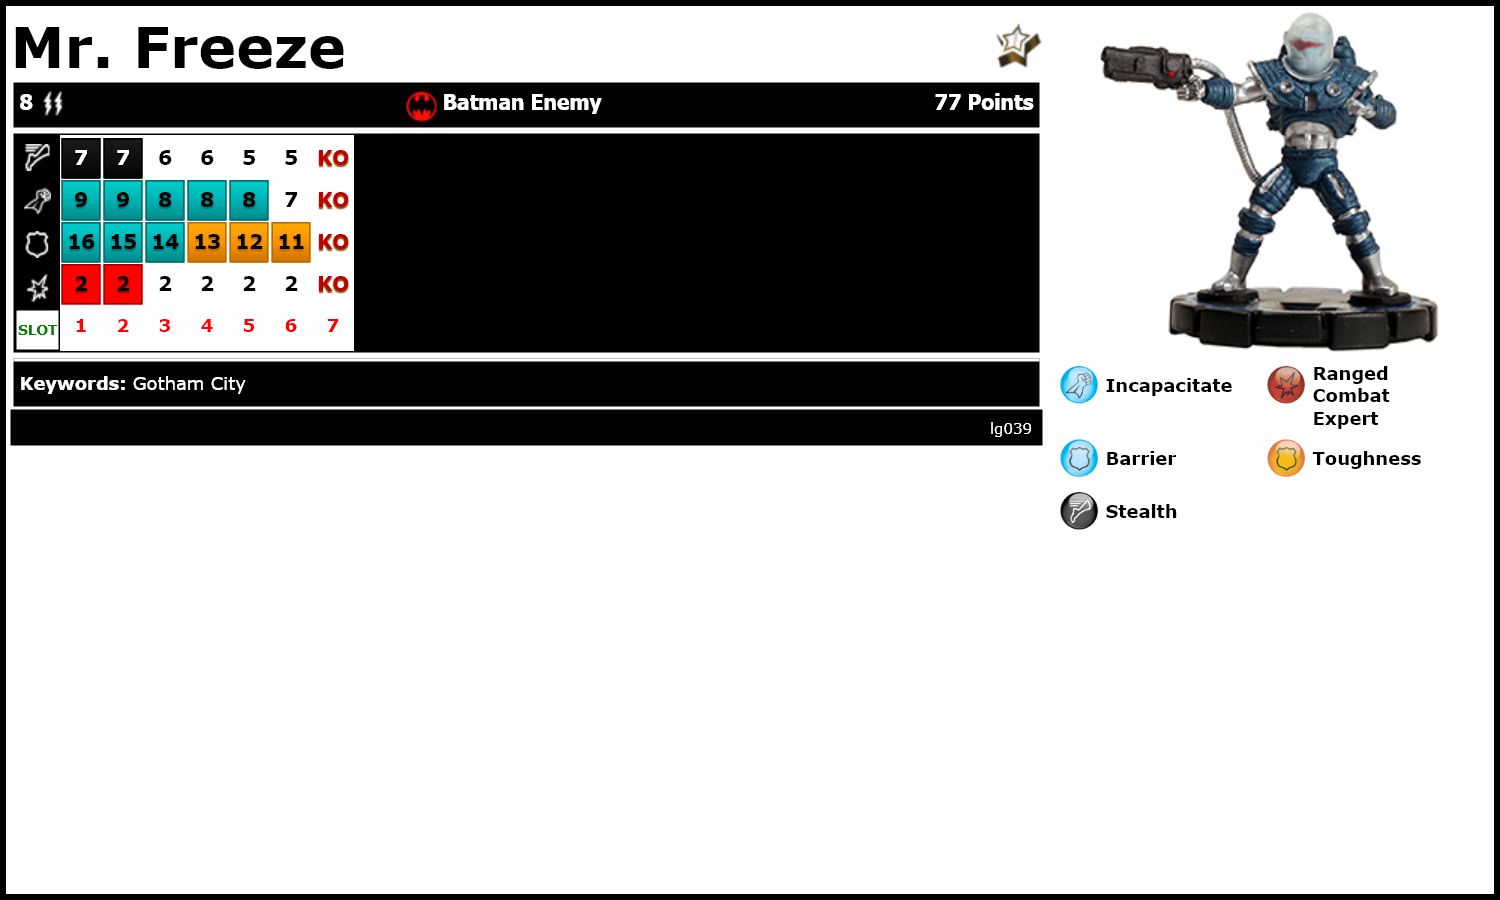 Mr. Freeze
8 Batman Enemy 77 Points
7 7 6 6 5 5 KO
9 9 8 8 8 7 KO
16 15 14 13 12 11 KO
2 2 2 2 2 2 KO
SLOT 1 2 3 4 5 6 7
Keywords: Gotham City
lg039
Incapacitate
Ranged
Combat
Expert
Barrier
Toughness
Stealth